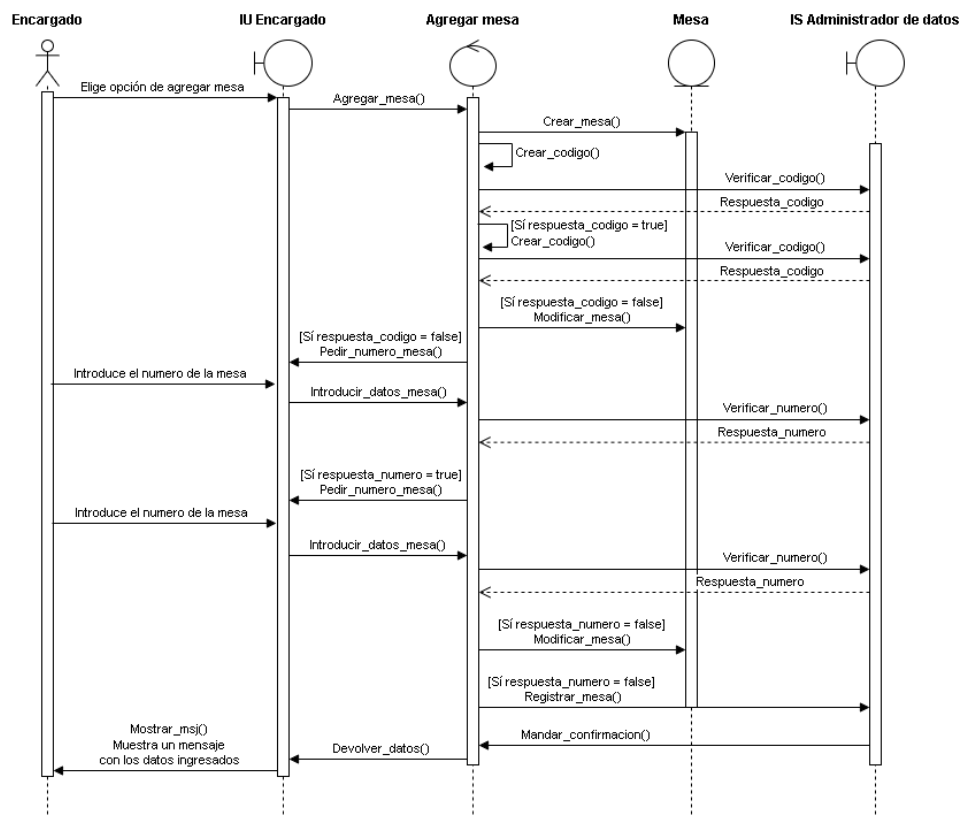 Encargado
IU Encargado
Agregar mesa
Mesa
IS Administrador de datos
Elige opción de agregar mesa
Agregar_mesa()
Crear_mesa()
Crear_codigo()
Verificar_codigo()
Respuesta_codigo
[Sí respuesta_codigo = true]
Crear_codigo()
Verificar_codigo()
Respuesta_codigo
[Sí respuesta_codigo = false]
Modificar_mesa()
[Sí respuesta_codigo = false]
Pedir_numero_mesa()
Introduce el numero de la mesa
Introducir_datos_mesa()
Verificar_numero()
Respuesta_numero
[Sí respuesta_numero = true]
Pedir_numero_mesa()
Introduce el numero de la mesa
Introducir_datos_mesa()
Verificar_numero()
Respuesta_numero
[Sí respuesta_numero = false]
Modificar_mesa()
[Sí respuesta_numero = false]
Registrar_mesa()
Mandar_confirmacion()
Devolver_datos()
Mostrar_msj()
Muestra un mensaje
con los datos ingresados